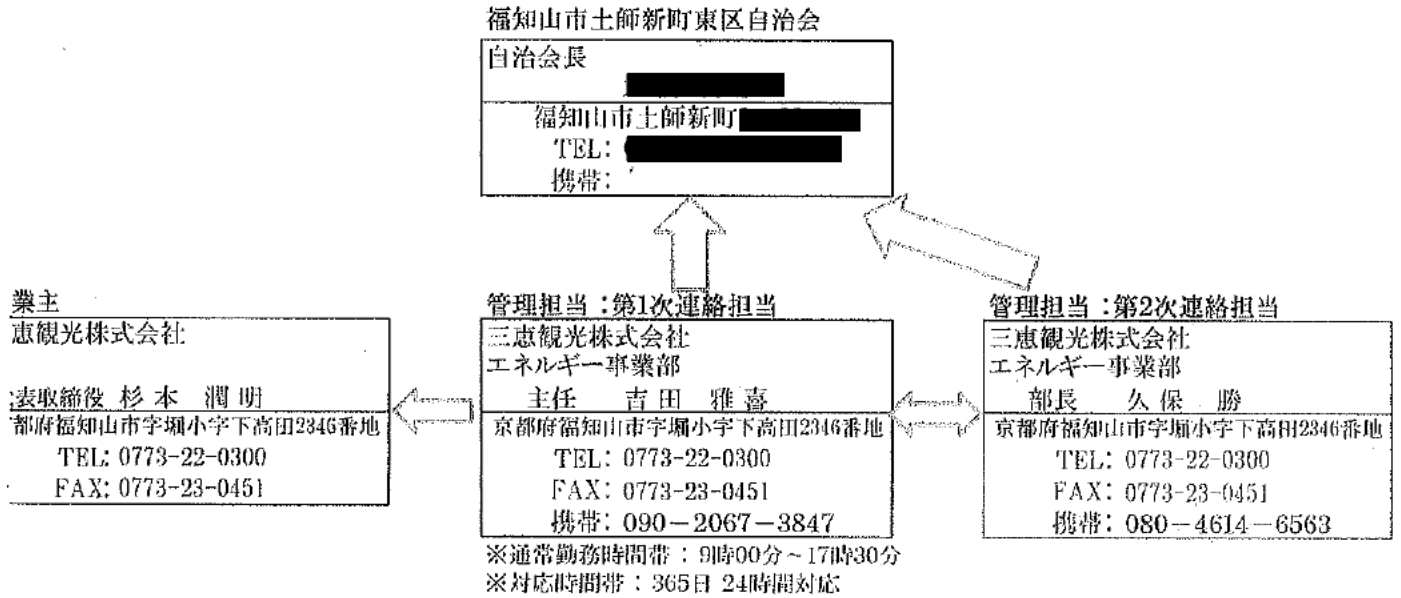 福知山市土師新町東区自治会
自治会長
福知山市土師新町
TEL:
携帯:
業主
恵観光株式会社
表取締役 杉本 潤明
都府福知山市字堀小字下高田2346番地
TEL: 0773-22-0300
FAX: 0773-23-0451
管理担当:第1次連絡担当
三恵観光株式会社
エネルギー事業部
主任 吉田 雅喜
京都府福知山市字堀小字下高田2346番地
TEL: 0773-22-0300
FAX: 0773-23-0451
携帯: 090-2067-3847
※通常勤務時間帯:9時00分~17時30分
※対応時間帯:365日 24時間対応
管理担当:第2次連絡担当
三恵観光株式会社
エネルギー事業部
部長 久保 勝
京都府福知山市字堀小字下高田2346番地
TEL: 0773-22-0300
FAX: 0773-23-0451
携帯: 080-4614-6563